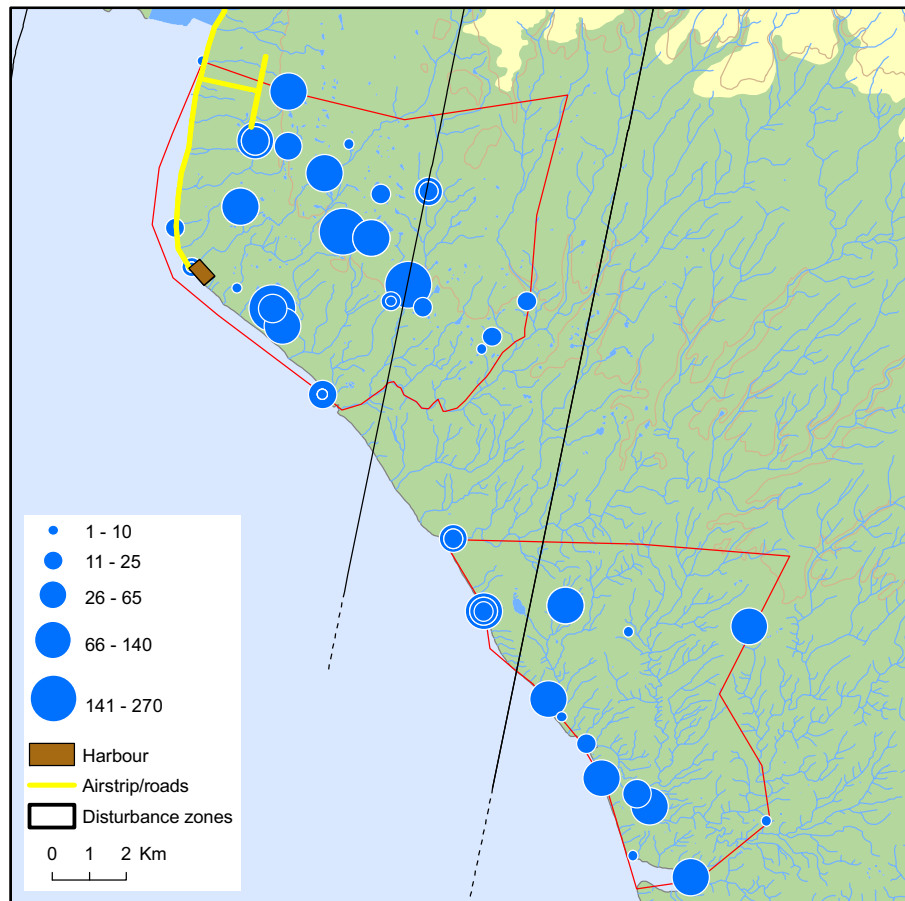 1 - 10
11 - 25
26 - 65
66 - 140
141 - 270
Harbour
Airstrip/roads
Disturbance zones
0 1 2 Km